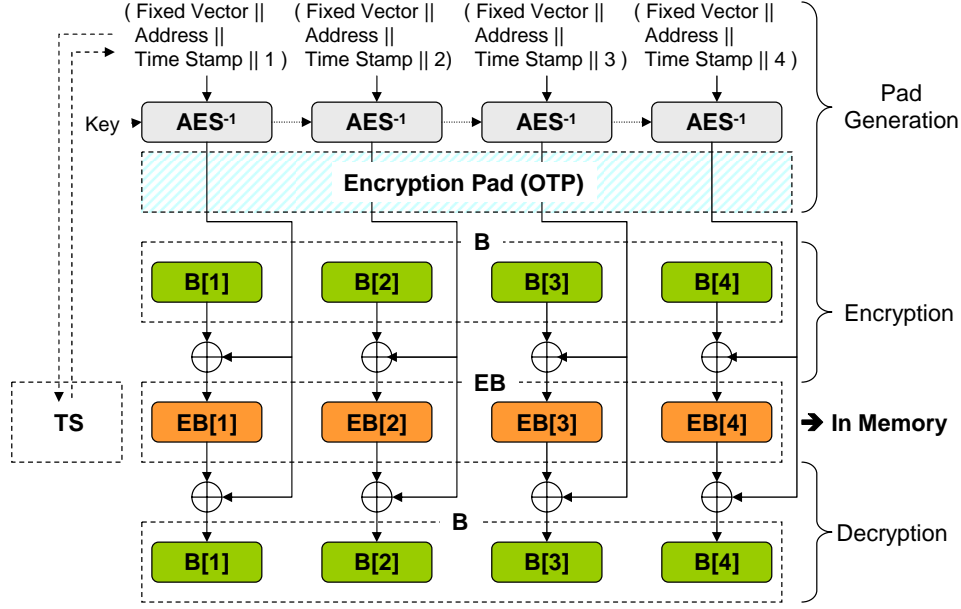 ( Fixed Vector || ( Fixed Vector || ( Fixed Vector || ( Fixed Vector ||
Address || Address || Address || Address ||
Time Stamp || 1 ) Time Stamp || 2) Time Stamp || 3 ) Time Stamp || 4 )
Pad
Generation
Key AES-1 AES-1 AES-1 AES-1
Encryption Pad (OTP)
B
B[1] B[2] B[3] B[4]
Encryption
EB
TS EB[1] EB[2] EB[3] EB[4] ➔ In Memory
B
Decryption
B[1] B[2] B[3] B[4]